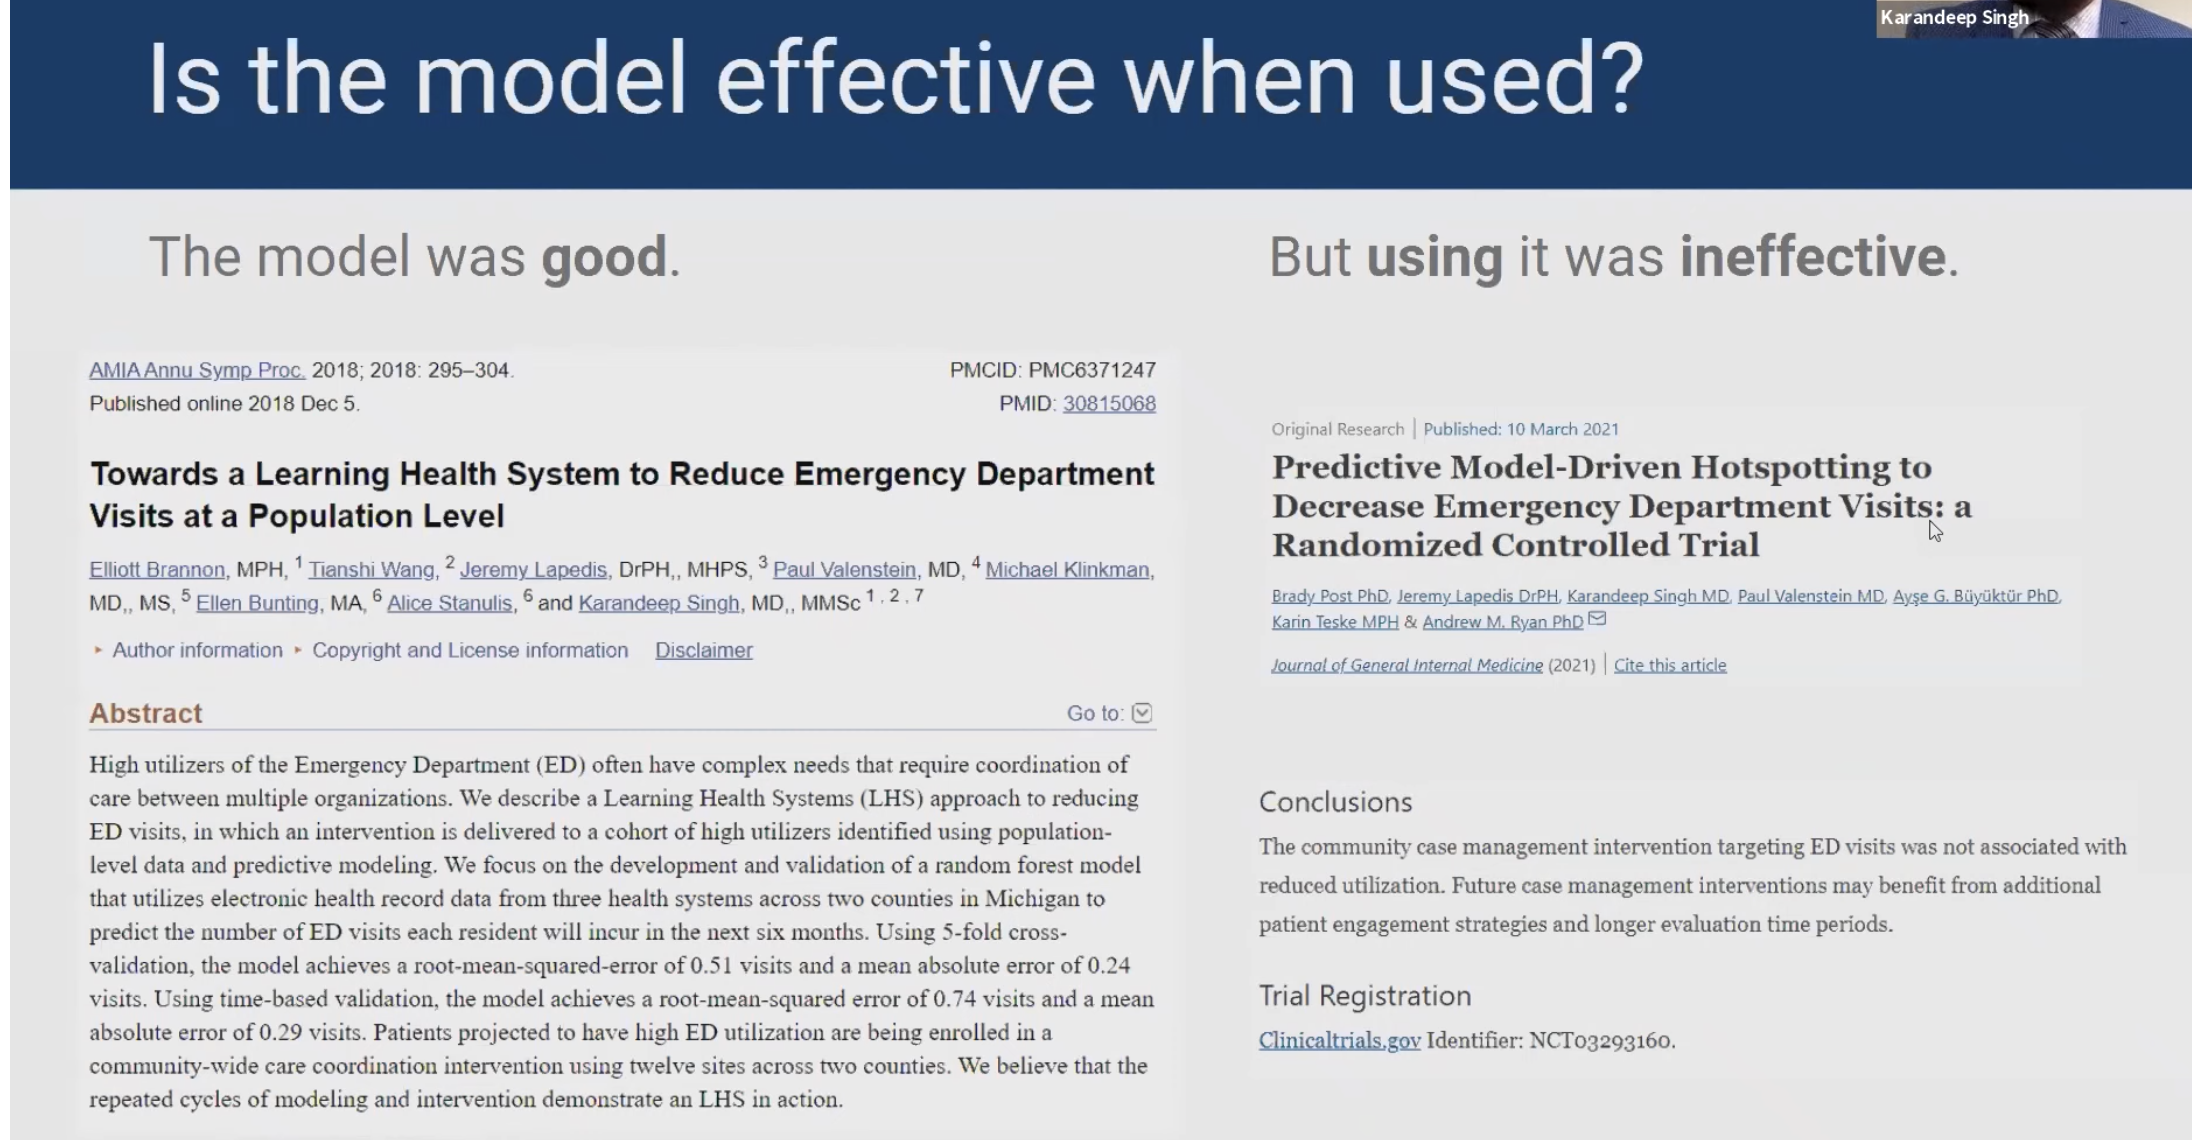 Karandeep Singh
Is the model effective when used?
The model was good.
AMIA Annu Symp Proc. 2018; 2018: 295–304.
Published online 2018 Dec 5.
PMCID: PMC6371247
PMID: 30815068
Towards a Learning Health System to Reduce Emergency Department
Visits at a Population Level
Elliott Brannon, MPH, 1 Tianshi Wang, 2 Jeremy Lapedis, DrPH,, MHPS, 3 Paul Valenstein, MD, 4 Michael Klinkman,
MD,, MS, 5 Ellen Bunting, MA, 6 Alice Stanulis, 6 and Karandeep Singh, MD,, MMSc 1 , 2 , 7
Author information Copyright and License information Disclaimer
Abstract
Go to:
High utilizers of the Emergency Department (ED) often have complex needs that require coordination of
care between multiple organizations. We describe a Learning Health Systems (LHS) approach to reducing
ED visits, in which an intervention is delivered to a cohort of high utilizers identified using population-
level data and predictive modeling. We focus on the development and validation of a random forest model
that utilizes electronic health record data from three health systems across two counties in Michigan to
predict the number of ED visits each resident will incur in the next six months. Using 5-fold cross-
validation, the model achieves a root-mean-squared-error of 0.51 visits and a mean absolute error of 0.24
visits. Using time-based validation, the model achieves a root-mean-squared error of 0.74 visits and a mean
absolute error of 0.29 visits. Patients projected to have high ED utilization are being enrolled in a
community-wide care coordination intervention using twelve sites across two counties. We believe that the
repeated cycles of modeling and intervention demonstrate an LHS in action.
But using it was ineffective.
Original Research | Published: 10 March 2021
Predictive Model-Driven Hotspotting to
Decrease Emergency Department Visits: a
Randomized Controlled Trial
Brady Post PhD, Jeremy Lapedis DrPH, Karandeep Singh MD, Paul Valenstein MD, Ayşe G. Büyüktür PhD,
Karin Teske MPH & Andrew M. Ryan PhD
Journal of General Internal Medicine (2021) | Cite this article
Conclusions
The community case management intervention targeting ED visits was not associated with
reduced utilization. Future case management interventions may benefit from additional
patient engagement strategies and longer evaluation time periods.
Trial Registration
Clinicaltrials.gov Identifier: NCT03293160.